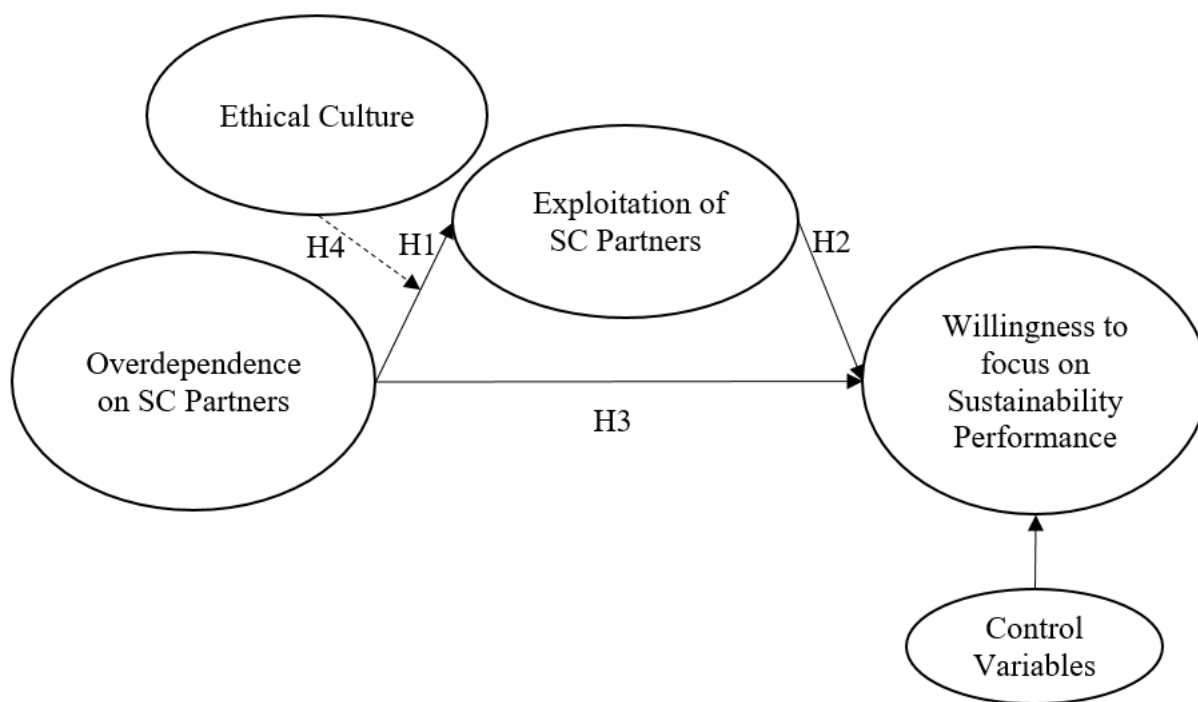 Ethical Culture
Exploitation of
SC Partners
H4
H1
H2
Overdependence
on SC Partners
Willingness to
focus on
Sustainability
Performance
H3
Control
Variables